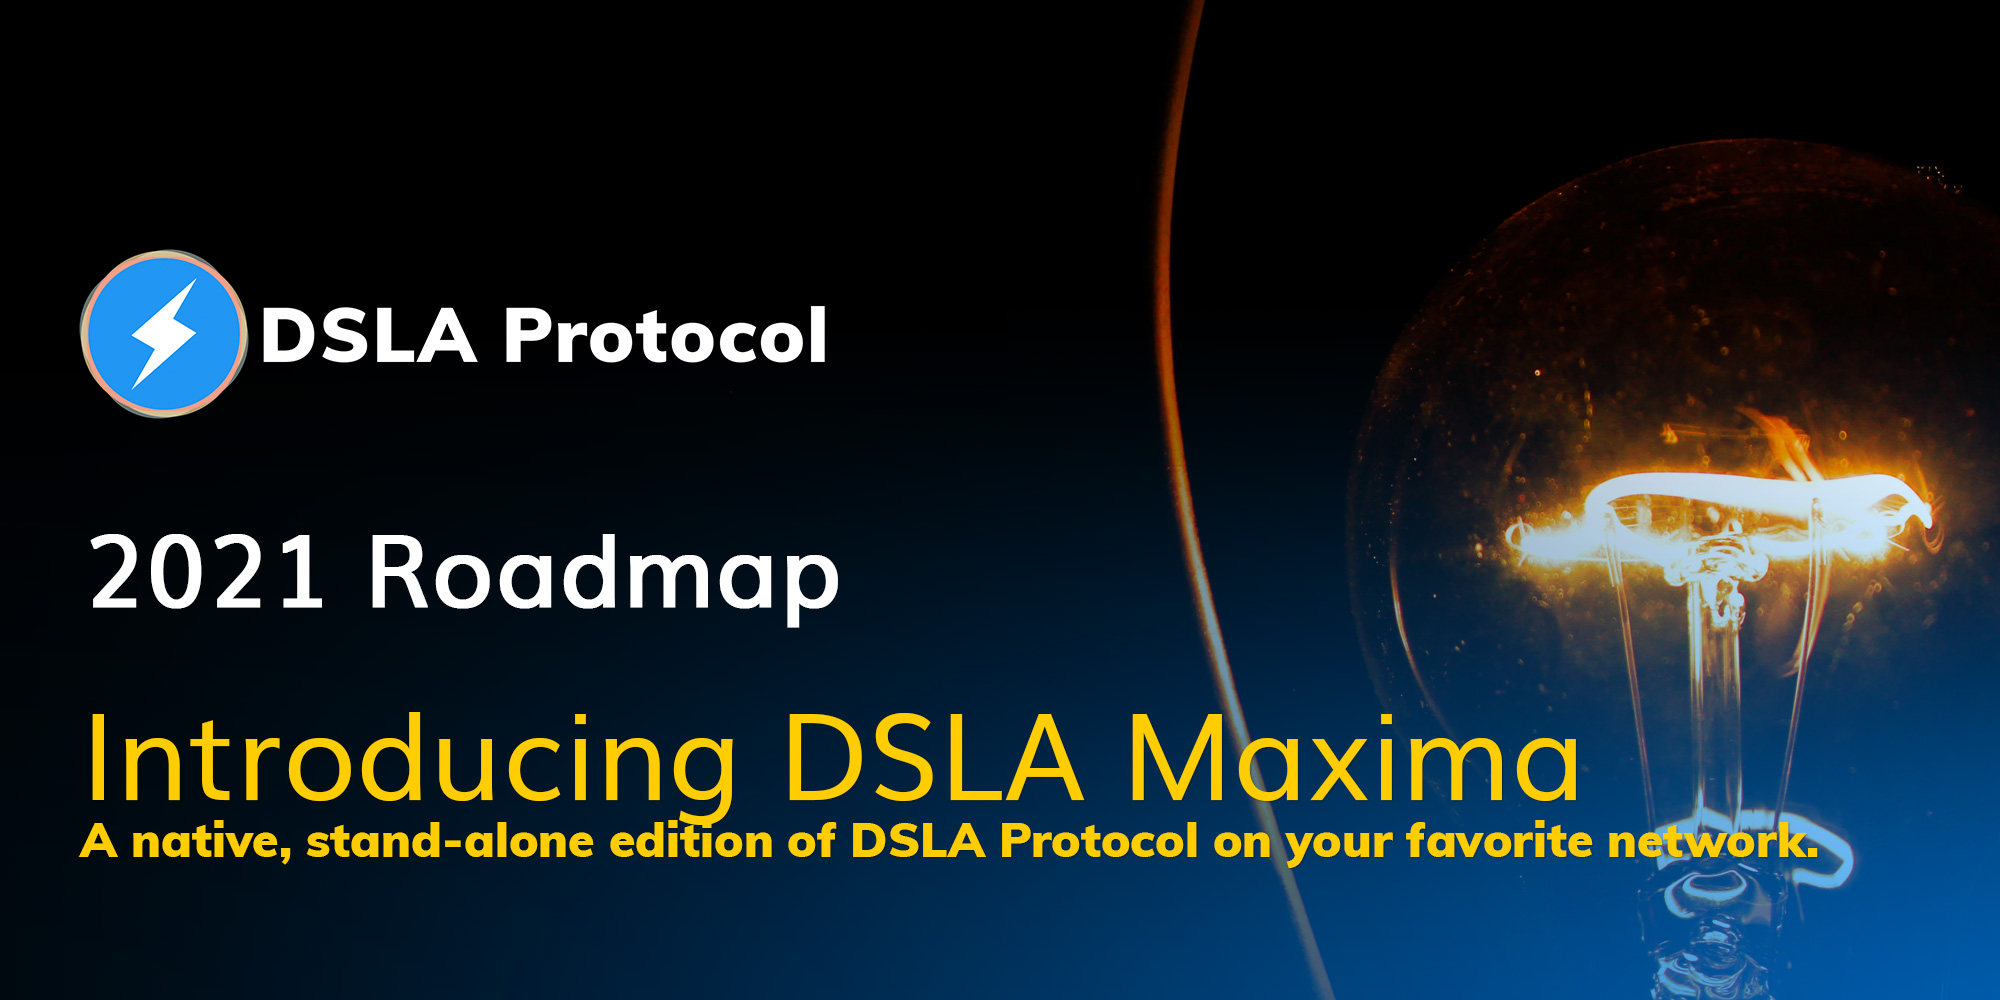 DSLA Protocol
2021 Roadmap
Introducing DSLA Maxima
A native, stand-alone edition of DSLA Protocol on your favorite network.